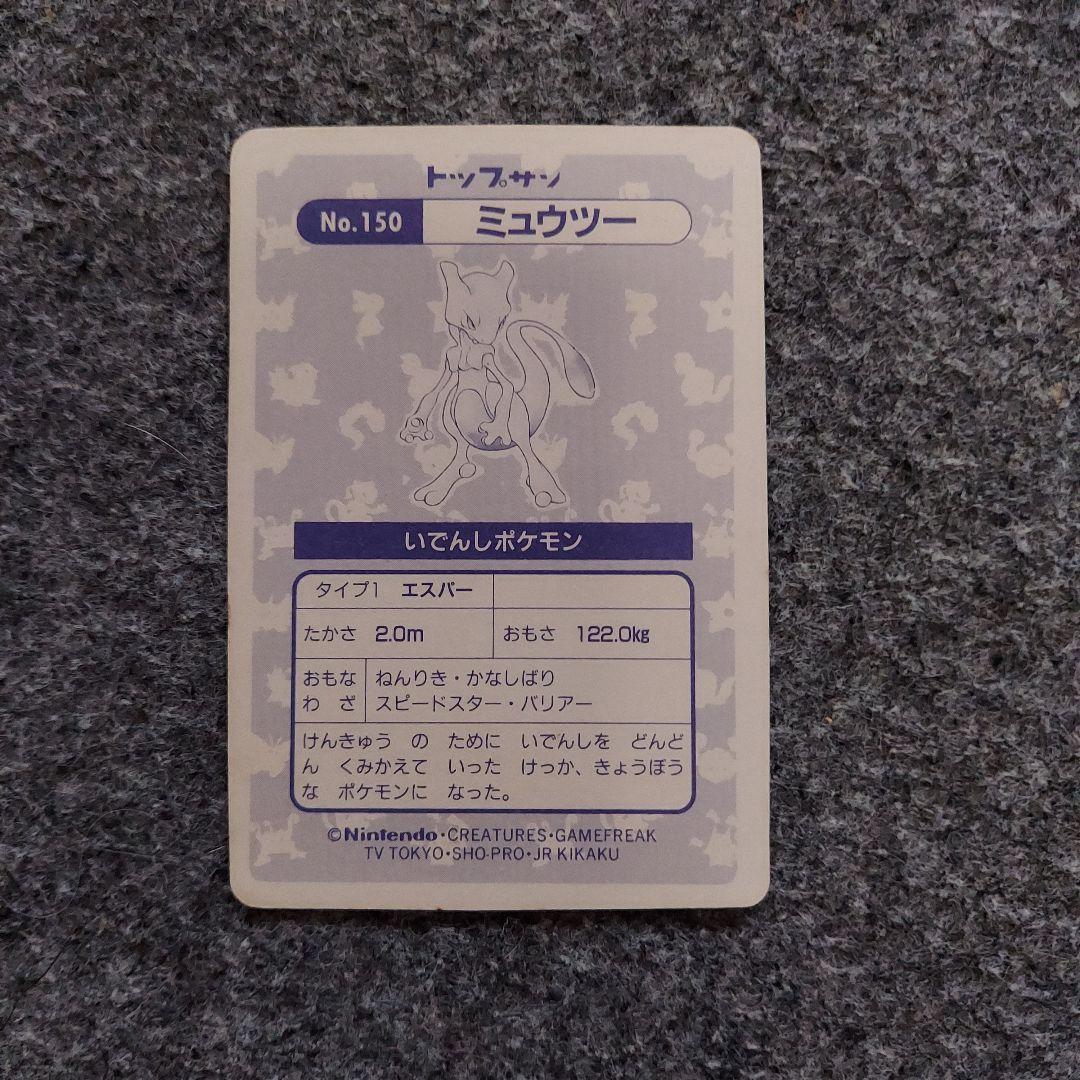 トップサン
No.150 ミュウツー
いでんしポケモン
タイプ1 エスパー
たかさ 2.0m おもさ 122.0kg
おもな わざ ねんりき・かなしばり
スピードスター・バリアー
けんきゅう の ために いでんしを どんど
ん くみかえて いった けっか、きょうぼう
な ポケモンに なった。
©Nintendo・CREATURES・GAMEFREAK
TV TOKYO・SHO-PRO・JR KIKAKU